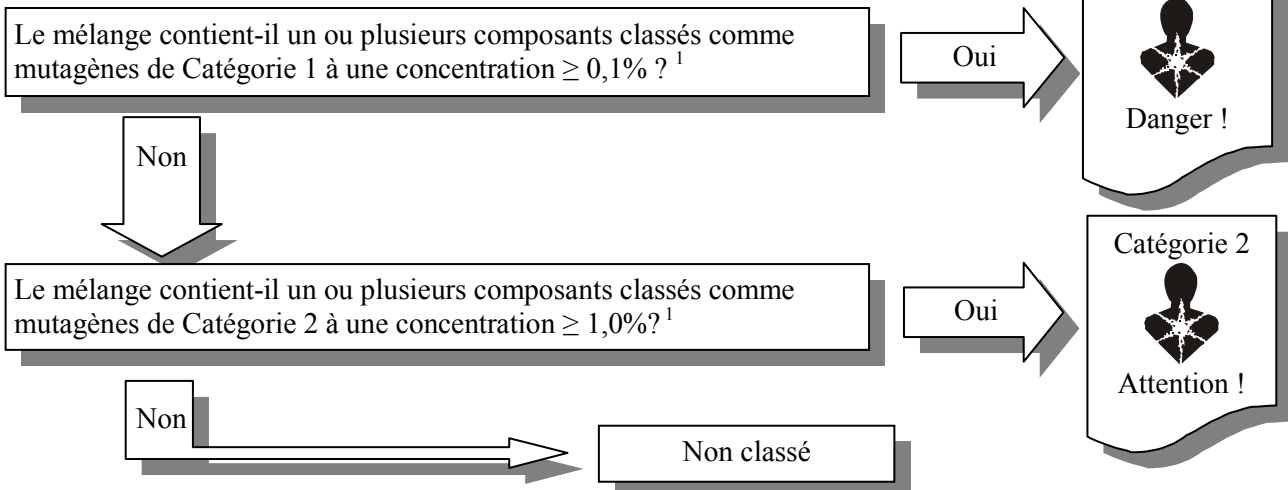 Le mélange contient-il un ou plusieurs composants classés comme
mutagènes de Catégorie 1 à une concentration ≥ 0,1% ? 1
Oui
Danger !
Non
Le mélange contient-il un ou plusieurs composants classés comme
mutagènes de Catégorie 2 à une concentration ≥ 1,0%? 1
Oui
Catégorie 2
Attention !
Non
Non classé